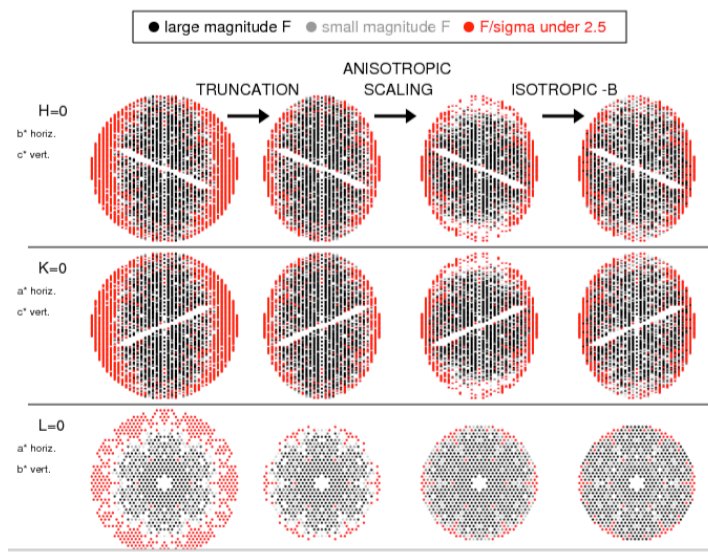 large magnitude F small magnitude F F/sigma under 2.5
ANISOTROPIC
TRUNCATION SCALING ISOTROPIC -B
H=0
b* horiz.
c* vert.
K=0
a* horiz.
c* vert.
L=0
a* horiz.
b* vert.